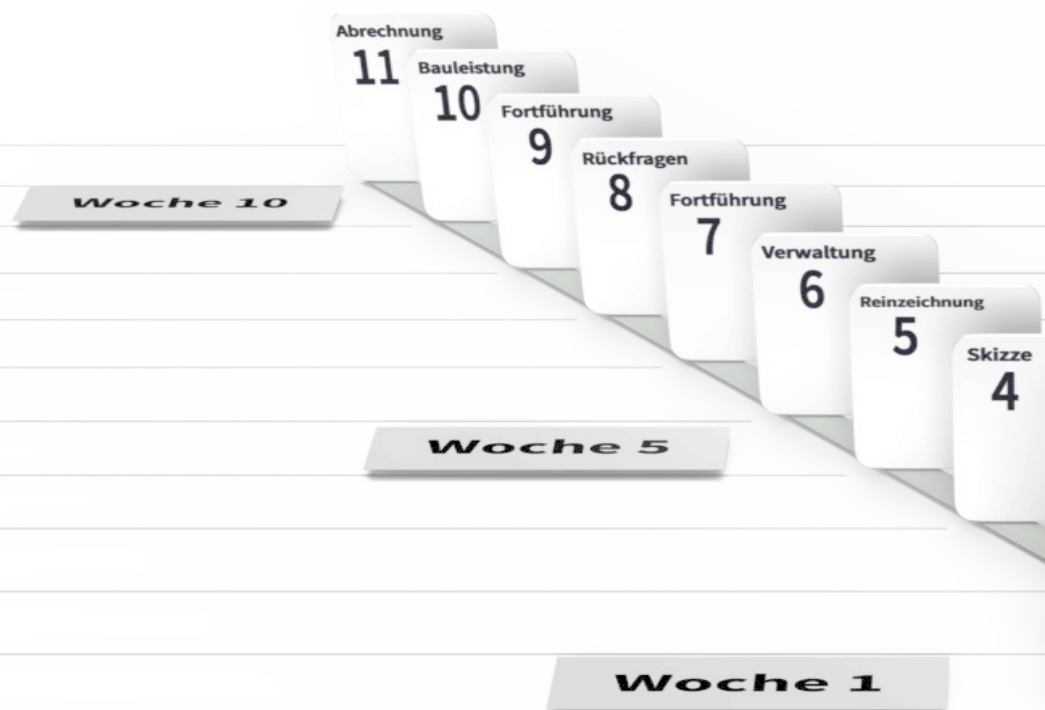 Abrechnung
11
Bauleistung
10
Fortführung
9
Rückfragen
8
Fortführung
7
Verwaltung
6
Reinzeichnung
5
Skizze
4
Woche 10
Woche 5
Woche 1